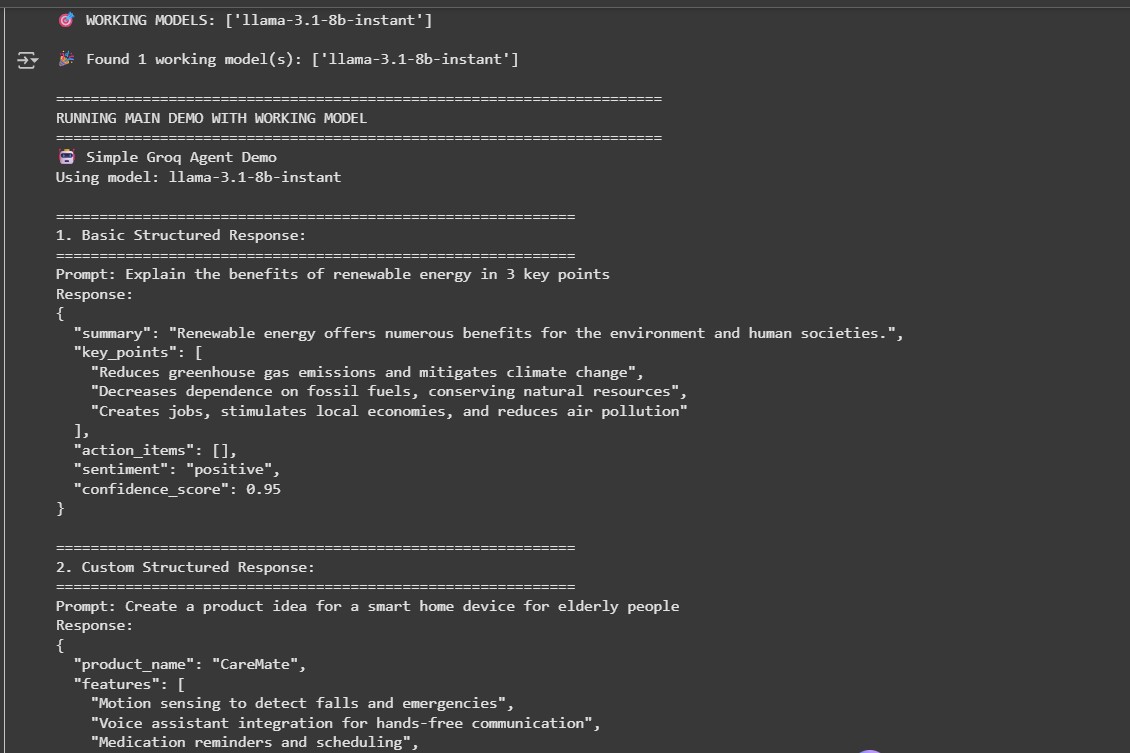 🎯 WORKING MODELS: ['llama-3.1-8b-instant']
🎉 Found 1 working model(s): ['llama-3.1-8b-instant']
======================================================================
RUNNING MAIN DEMO WITH WORKING MODEL
======================================================================
🤖 Simple Groq Agent Demo
Using model: llama-3.1-8b-instant
============================================================
1. Basic Structured Response:
============================================================
Prompt: Explain the benefits of renewable energy in 3 key points
Response:
{
  "summary": "Renewable energy offers numerous benefits for the environment and human societies.",
  "key_points": [
    "Reduces greenhouse gas emissions and mitigates climate change",
    "Decreases dependence on fossil fuels, conserving natural resources",
    "Creates jobs, stimulates local economies, and reduces air pollution"
  ],
  "action_items": [],
  "sentiment": "positive",
  "confidence_score": 0.95
}
============================================================
2. Custom Structured Response:
============================================================
Prompt: Create a product idea for a smart home device for elderly people
Response:
{
  "product_name": "CareMate",
  "features": [
    "Motion sensing to detect falls and emergencies",
    "Voice assistant integration for hands-free communication",
    "Medication reminders and scheduling",